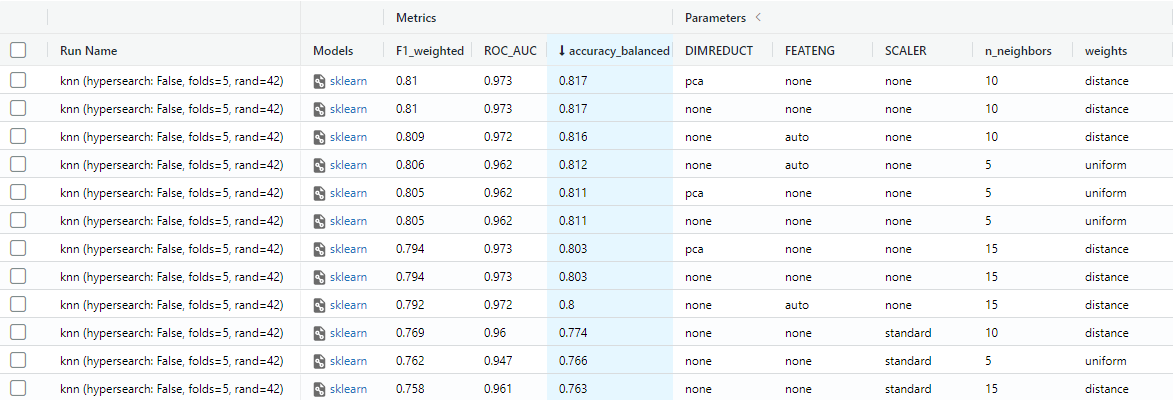 Metrics Parameters <
Run Name Models F1_weighted ROC_AUC ↓ accuracy_balanced DIMREDUCT FEATENG SCALER n_neighbors weights
knn (hypersearch: False, folds=5, rand=42) sklearn 0.81 0.973 0.817 pca none none 10 distance
knn (hypersearch: False, folds=5, rand=42) sklearn 0.81 0.973 0.817 none none none 10 distance
knn (hypersearch: False, folds=5, rand=42) sklearn 0.809 0.972 0.816 none auto none 10 distance
knn (hypersearch: False, folds=5, rand=42) sklearn 0.806 0.962 0.812 none auto none 5 uniform
knn (hypersearch: False, folds=5, rand=42) sklearn 0.805 0.962 0.811 pca none none 5 uniform
knn (hypersearch: False, folds=5, rand=42) sklearn 0.805 0.962 0.811 none none none 5 uniform
knn (hypersearch: False, folds=5, rand=42) sklearn 0.794 0.973 0.803 pca none none 15 distance
knn (hypersearch: False, folds=5, rand=42) sklearn 0.794 0.973 0.803 none none none 15 distance
knn (hypersearch: False, folds=5, rand=42) sklearn 0.792 0.972 0.8 none auto none 15 distance
knn (hypersearch: False, folds=5, rand=42) sklearn 0.769 0.96 0.774 none none standard 10 distance
knn (hypersearch: False, folds=5, rand=42) sklearn 0.762 0.947 0.766 none none standard 5 uniform
knn (hypersearch: False, folds=5, rand=42) sklearn 0.758 0.961 0.763 none none standard 15 distance